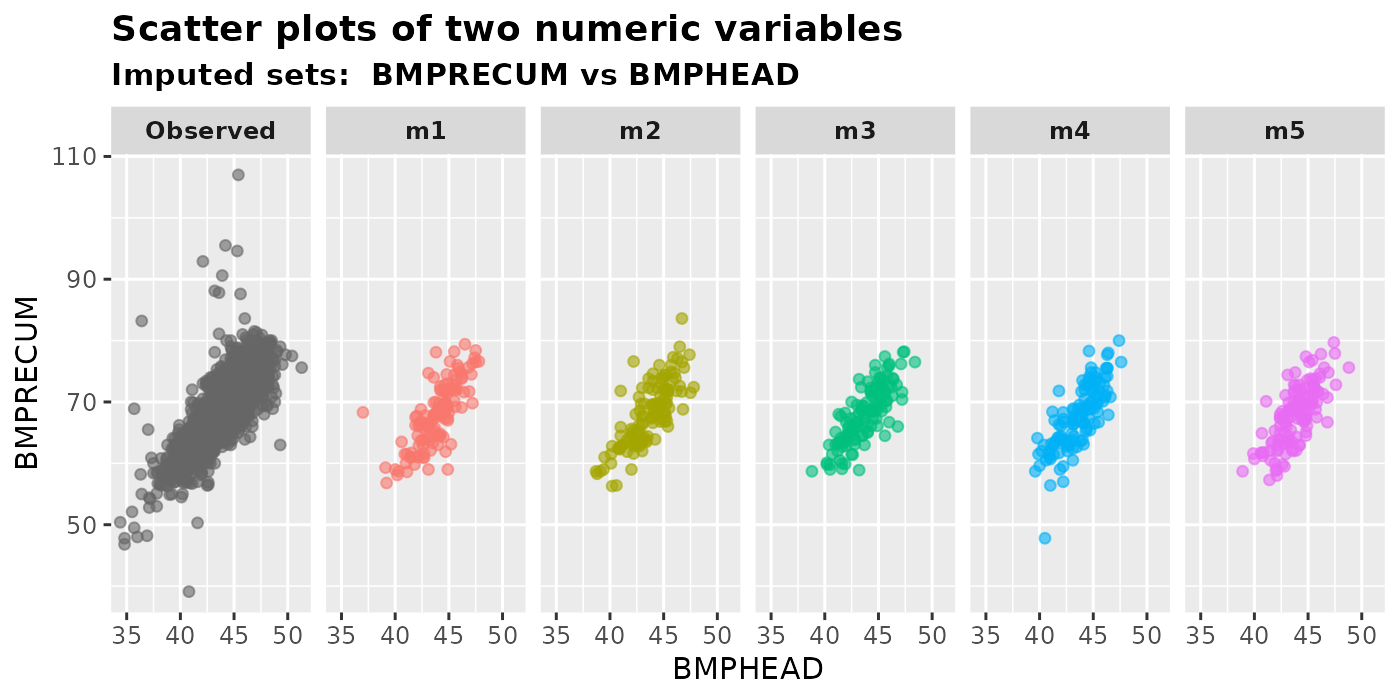 Scatter plots of two numeric variables
Imputed sets:  BMPRECUM vs BMPHEAD
Observed m1 m2 m3 m4 m5
110
90
70
50
BMPRECUM
35 40 45 50 35 40 45 50 35 40 45 50 35 40 45 50 35 40 45 50 35 40 45 50
BMPHEAD